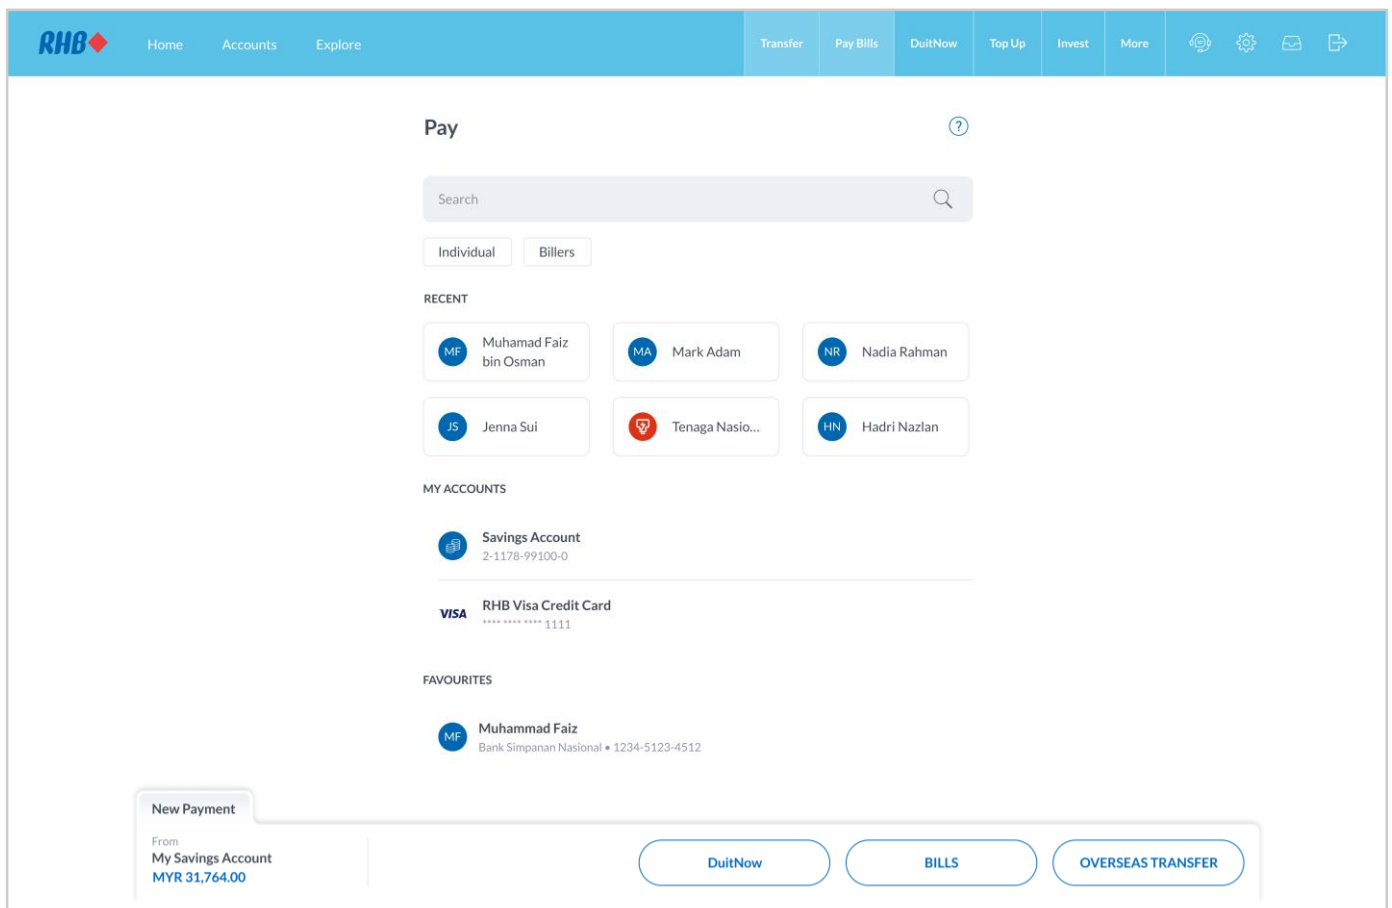 RHB Home Accounts Explore Transfer Pay Bills DuitNow Top Up Invest More
Pay ?
Search
Individual Billers
RECENT
MF Muhamad Faiz
bin Osman
MA Mark Adam
NR Nadia Rahman
JS Jenna Sui
Tenaga Nasio...
HN Hadri Nazlan
MY ACCOUNTS
Savings Account
2-1178-99100-0
VISA RHB Visa Credit Card
**** **** **** 1111
FAVOURITES
MF Muhammad Faiz
Bank Simpanan Nasional • 1234-5123-4512
New Payment
From
My Savings Account
MYR 31,764.00
DuitNow BILLS OVERSEAS TRANSFER